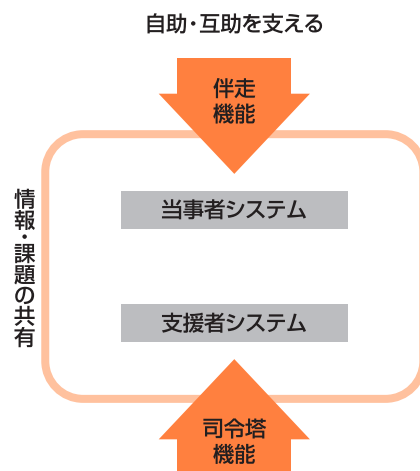 自助・互助を支える
伴走
機能
情報・課題の共有
当事者システム
支援者システム
司令塔
機能